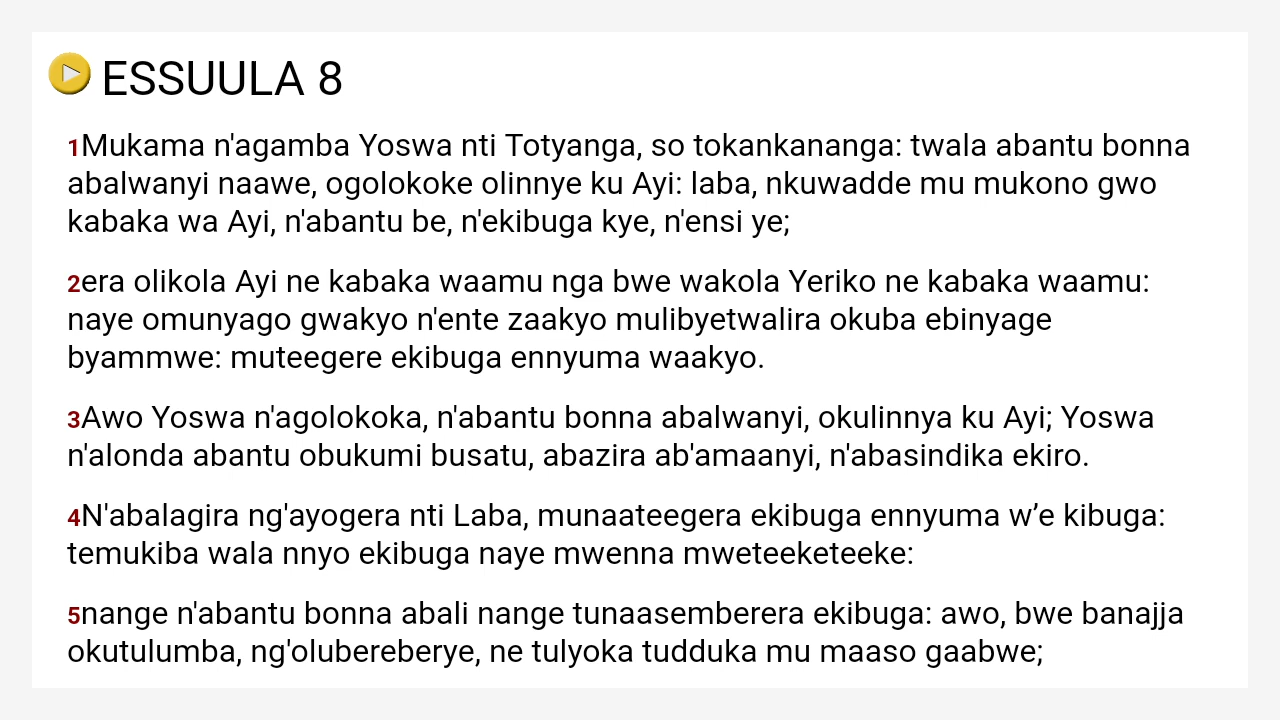 ESSUULA 8
1Mukama n'agamba Yoswa nti Totyanga, so tokankananga: twala abantu bonna
abalwanyi naawe, ogolokoke olinnye ku Ayi: laba, nkuwadde mu mukono gwo
kabaka wa Ayi, n'abantu be, n'ekibuga kye, n'ensi ye;
2era olikola Ayi ne kabaka waamu nga bwe wakola Yeriko ne kabaka waamu:
naye omunyago gwakyo n'ente zaakyo mulibyetwalira okuba ebinyage
byammwe: muteegere ekibuga ennyuma waakyo.
3Awo Yoswa n'agolokoka, n'abantu bonna abalwanyi, okulinnya ku Ayi; Yoswa
n'alonda abantu obukumi busatu, abazira ab'amaanyi, n'abasindika ekiro.
4N'abalagira ng'ayogera nti Laba, munaateegera ekibuga ennyuma w’e kibuga:
temukiba wala nnyo ekibuga naye mwenna mweteeketeeke:
5nange n'abantu bonna abali nange tunaasemberera ekibuga: awo, bwe banajja
okutulumba, ng'olubereberye, ne tulyoka tudduka mu maaso gaabwe;